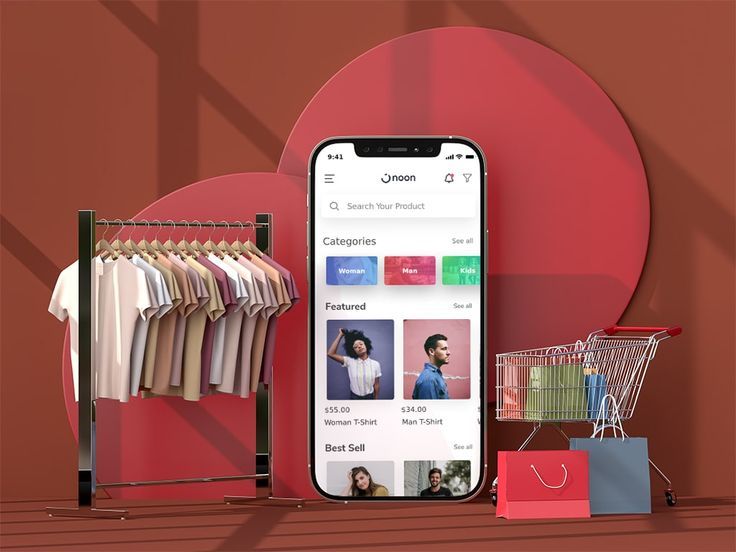 9:41
noon
Search Your Product
Categories See all
Woman Man Kids
Featured See all
$55.00 $34.00
Woman T-Shirt Man T-Shirt
Best Sell See all